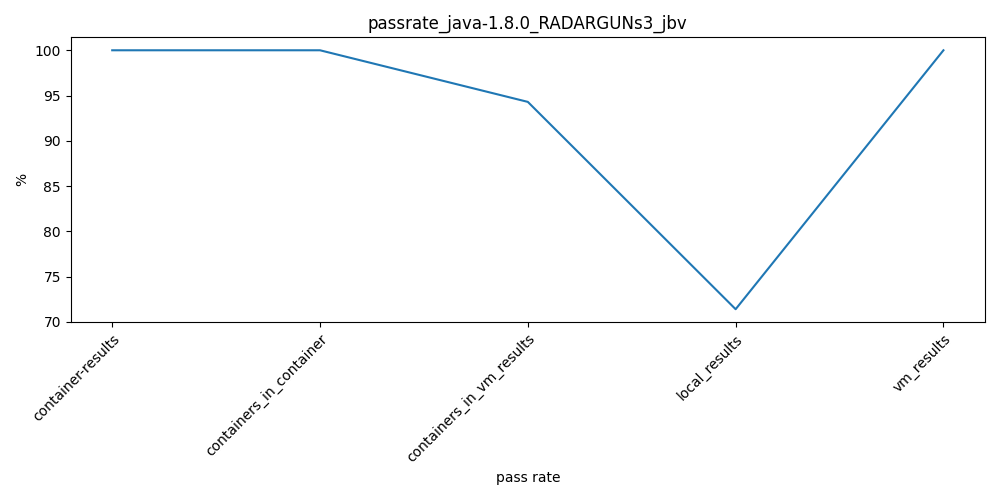 passrate_java-1.8.0_RADARGUNs3_jbv
100
95
90
85
80
75
70
%
container-results
containers_in_container
containers_in_vm_results
local_results
vm_results
pass rate